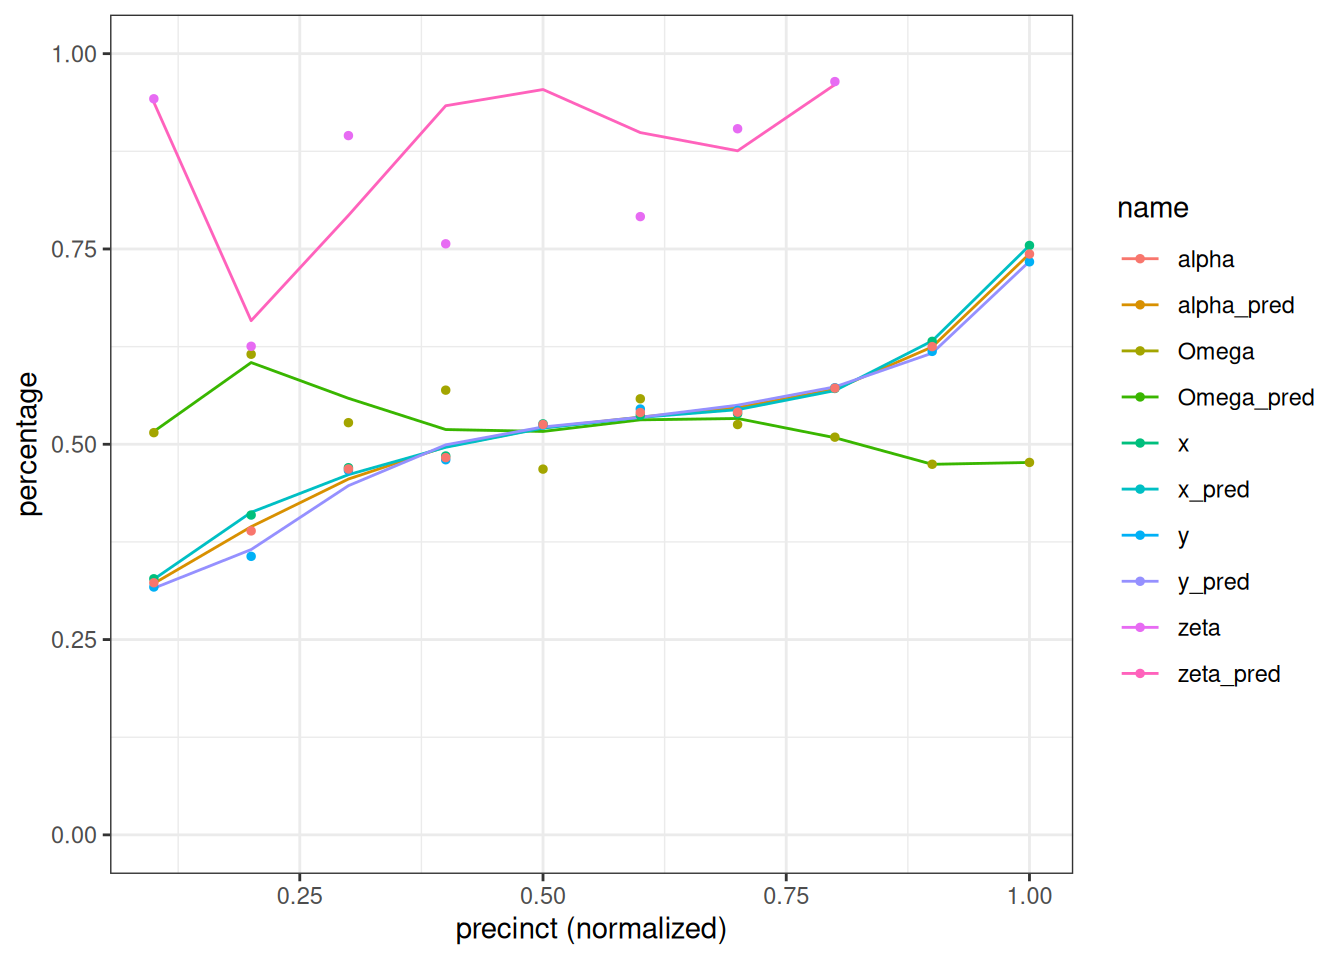 1.00
0.75
0.50
0.25
0.00
percentage
0.25 0.50 0.75 1.00
precinct (normalized)
name
alpha
alpha_pred
Omega
Omega_pred
x
x_pred
y
y_pred
zeta
zeta_pred